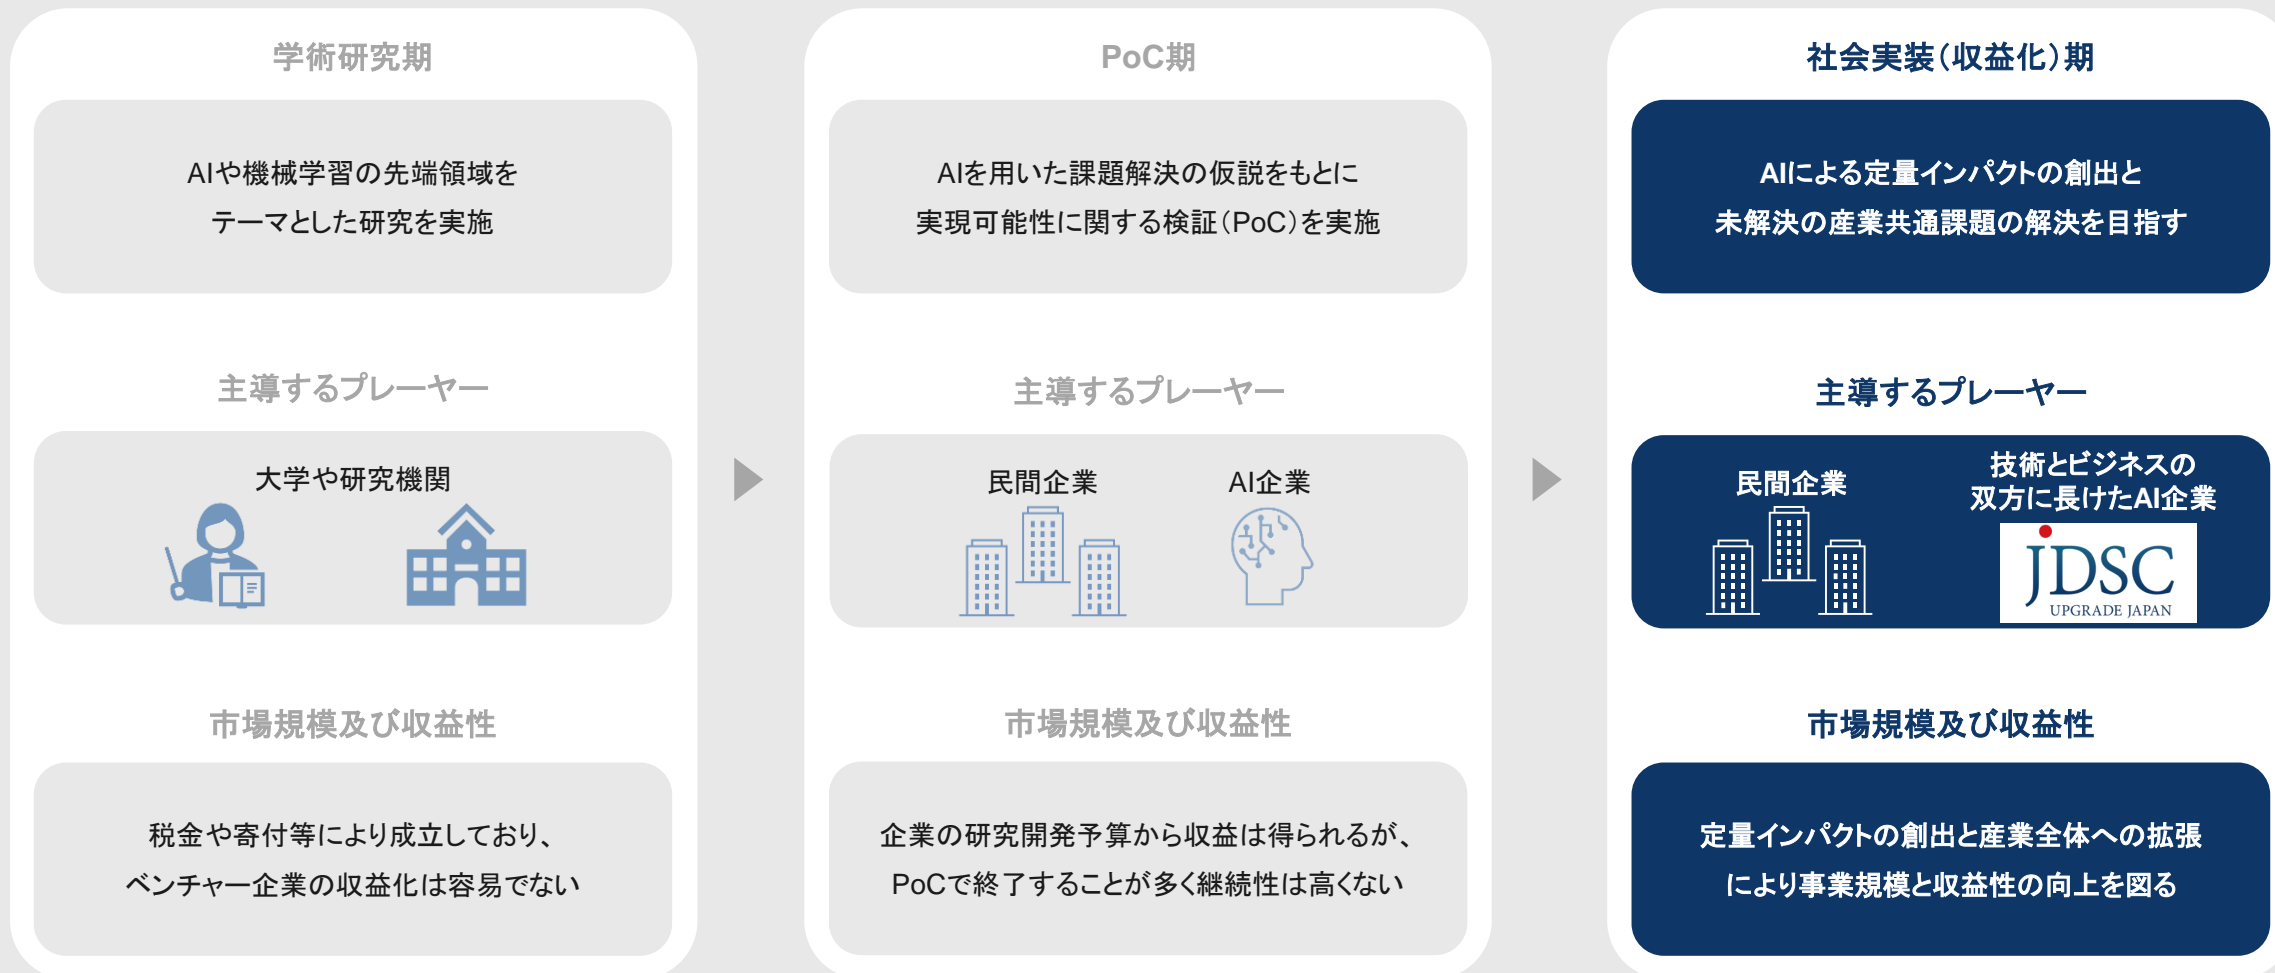 学術研究期
AIや機械学習の先端領域を
テーマとした研究を実施
主導するプレーヤー
大学や研究機関
市場規模及び収益性
税金や寄付等により成立しており、
ベンチャー企業の収益化は容易でない
PoC期
AIを用いた課題解決の仮説をもとに
実現可能性に関する検証(PoC)を実施
主導するプレーヤー
民間企業
AI企業
市場規模及び収益性
企業の研究開発予算から収益は得られるが、
PoCで終了することが多く継続性は高くない
社会実装(収益化)期
AIによる定量インパクトの創出と
未解決の産業共通課題の解決を目指す
主導するプレーヤー
民間企業
技術とビジネスの
双方に長けたAI企業
JDSC
UPGRADE JAPAN
市場規模及び収益性
定量インパクトの創出と産業全体への拡張
により事業規模と収益性の向上を図る